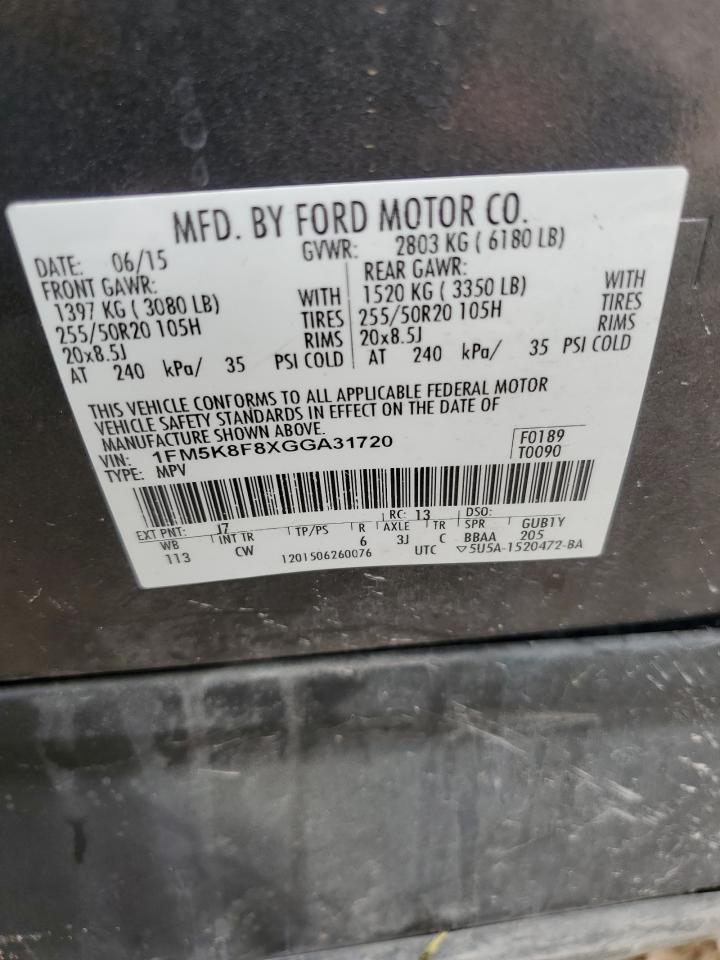 MFD. BY FORD MOTOR CO.
DATE: 06/15 GVWR: 2803 KG ( 6180 LB)
FRONT GAWR: REAR GAWR:
1397 KG ( 3080 LB) WITH 1520 KG ( 3350 LB) WITH
255/50R20 105H TIRES 255/50R20 105H TIRES
20x8.5J RIMS 20x8.5J RIMS
AT 240 kPa/ 35 PSI COLD AT 240 kPa/ 35 PSI COLD
THIS VEHICLE CONFORMS TO ALL APPLICABLE FEDERAL MOTOR
VEHICLE SAFETY STANDARDS IN EFFECT ON THE DATE OF
MANUFACTURE SHOWN ABOVE.
VIN: 1FM5K8F8XGGA31720 F0189
TYPE: MPV T0090
EXT PNT: J7 RC: 13 DSO:
WB INT TR TP/PS R AXLE TR SPR GUB1Y
113 CW 6 3J C BBAA 205
1201506260076 UTC ▽5U5A-1520472-BA